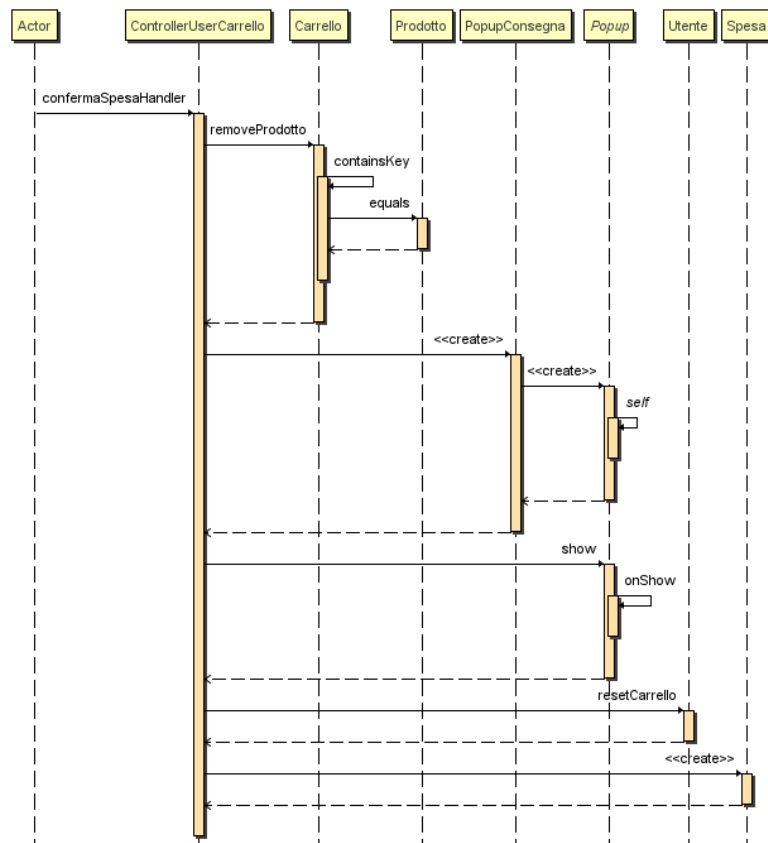 Actor ControllerUserCarrello Carrello Prodotto PopupConsegna Popup Utente Spesa
confermaSpesaHandler
removeProdotto
containsKey
equals
<<create>>
<<create>>
self
show
onShow
resetCarrello
<<create>>